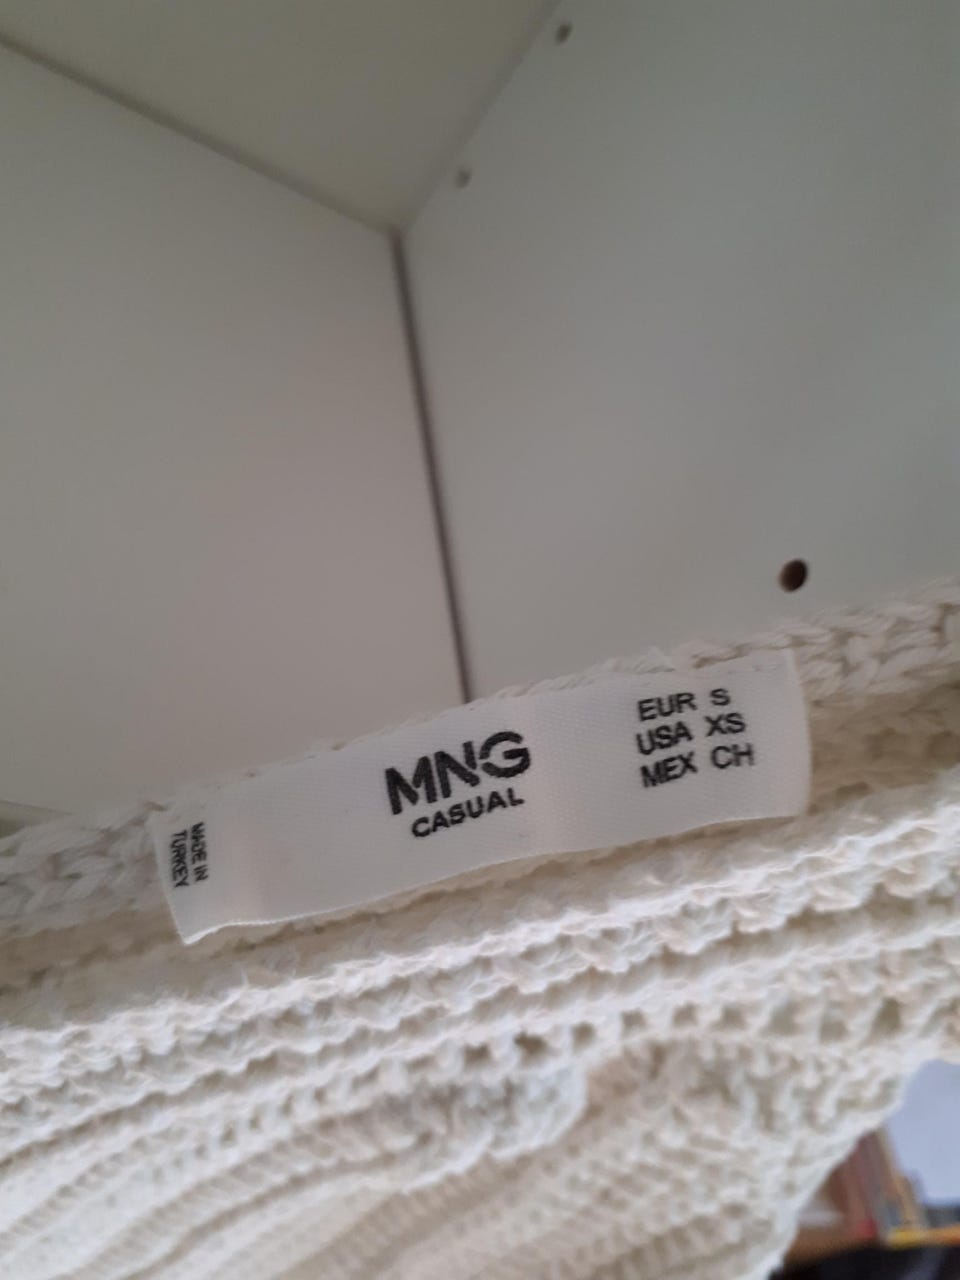 MNG
CASUAL
EUR S
USA XS
MEX CH
MADE IN
TURKEY